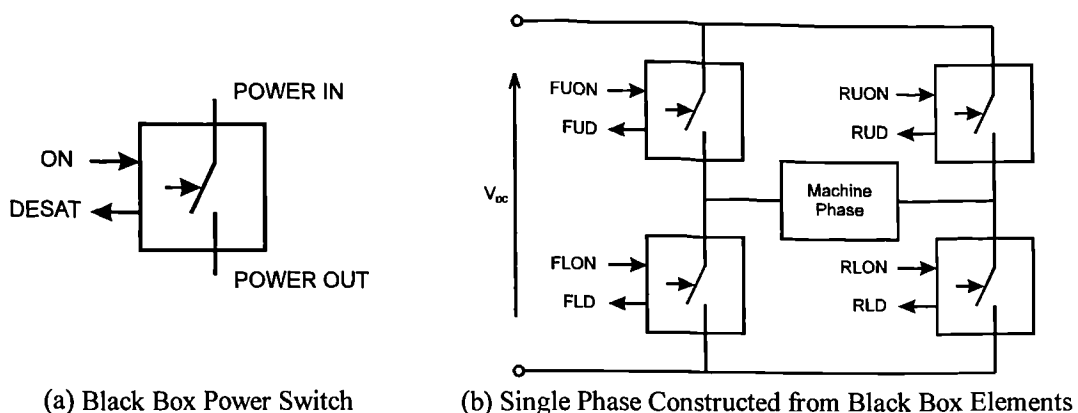 POWER IN
ON
DESAT
POWER OUT
(a) Black Box Power Switch
V_DC
FUON
FUD
RUON
RUD
Machine
Phase
FLON
FLD
RLON
RLD
(b) Single Phase Constructed from Black Box Elements